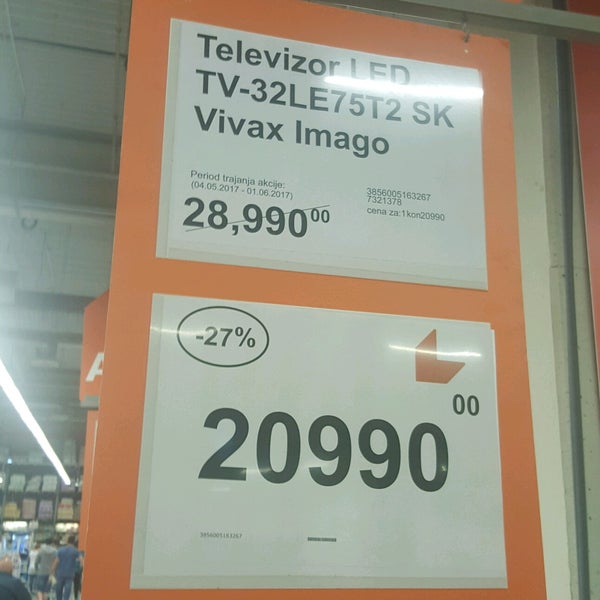 Televizor LED
TV-32LE75T2 SK
Vivax Imago
Period trajanja akcije:
(04.05.2017 - 01.06.2017)
28,990 00
3856005163267
7321378
cena za:1kon20990
-27%
20990 00
3856005163267
A